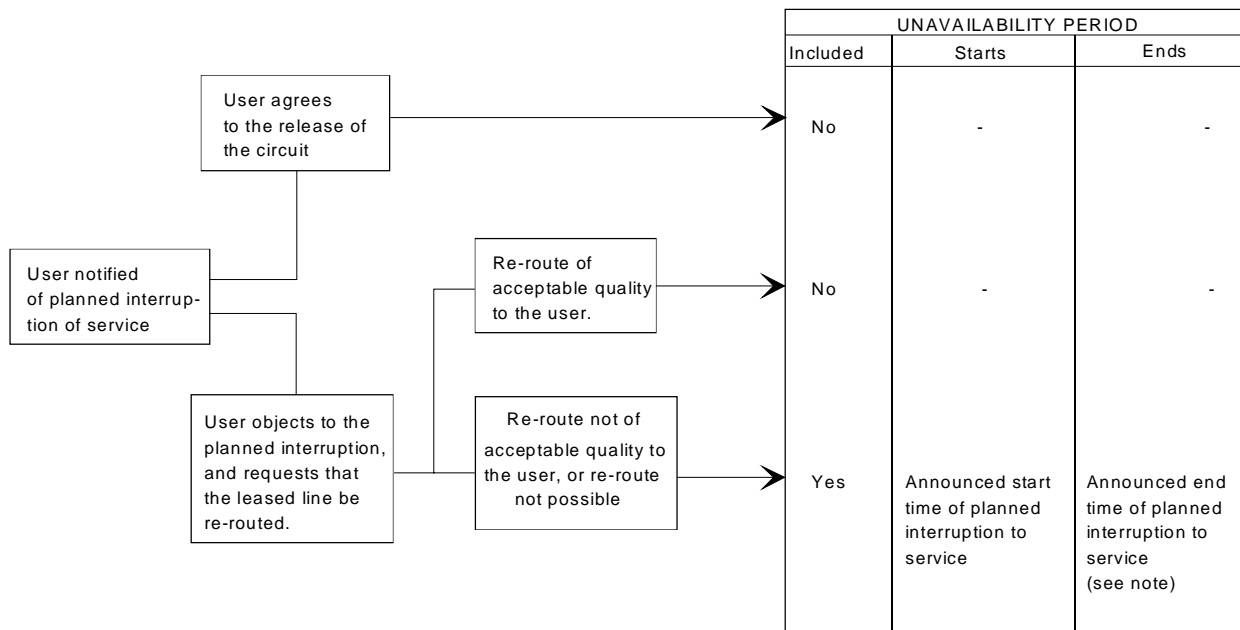 UNAVAILABILITY PERIOD
Included
Starts
Ends
User agrees
to the release of
the circuit
No
-
-
User notified
of planned interrup-
tion of service
Re-route of
acceptable quality
to the user.
No
-
-
User objects to the
planned interruption,
and requests that
the leased line be
re-routed.
Re-route not of
acceptable quality to
the user, or re-route
not possible
Yes
Announced start
time of planned
interruption to
service
Announced end
time of planned
interruption to
service
(see note)